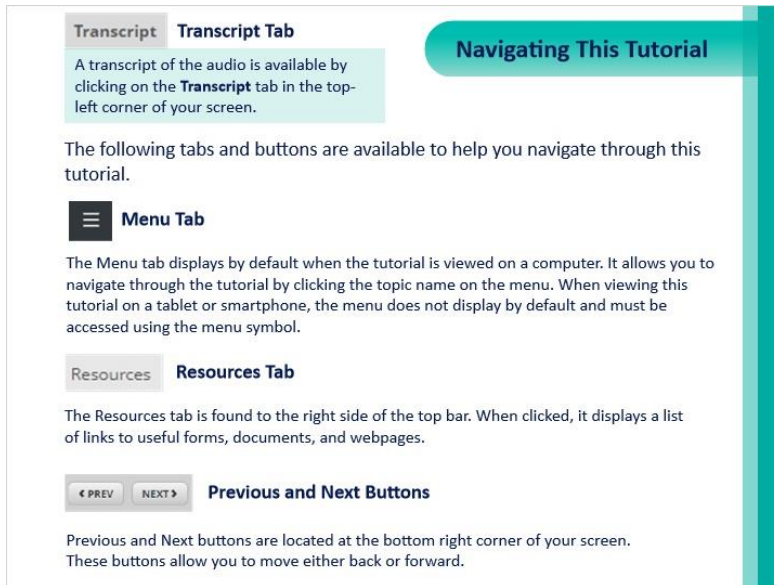 Transcript Transcript Tab
Navigating This Tutorial
A transcript of the audio is available by
clicking on the Transcript tab in the top-
left corner of your screen.
The following tabs and buttons are available to help you navigate through this
tutorial.
Menu Tab
The Menu tab displays by default when the tutorial is viewed on a computer. It allows you to
navigate through the tutorial by clicking the topic name on the menu. When viewing this
tutorial on a tablet or smartphone, the menu does not display by default and must be
accessed using the menu symbol.
Resources Resources Tab
The Resources tab is found to the right side of the top bar. When clicked, it displays a list
of links to useful forms, documents, and webpages.
‹ PREV NEXT › Previous and Next Buttons
Previous and Next buttons are located at the bottom right corner of your screen.
These buttons allow you to move either back or forward.